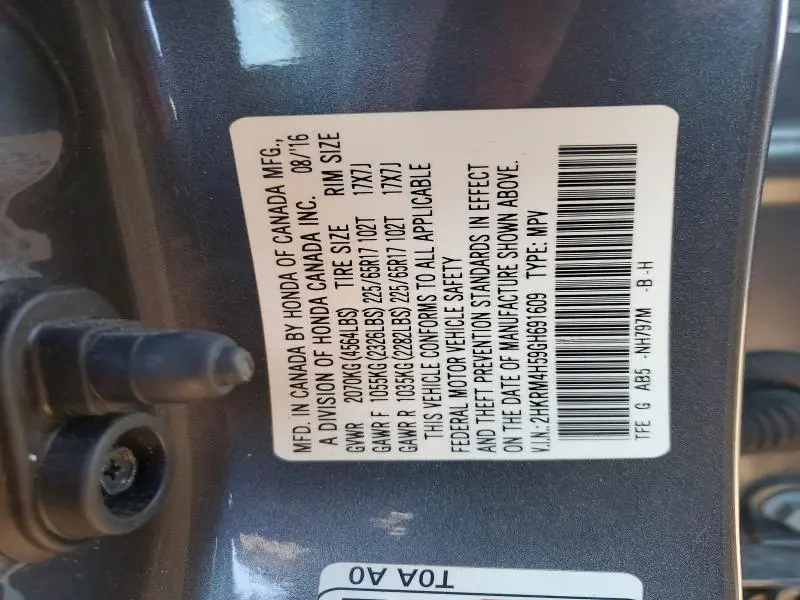 MFD. IN CANADA BY HONDA OF CANADA MFG.,
A DIVISION OF HONDA CANADA INC. 08/'16
GVWR 2070KG (4564LBS) TIRE SIZE RIM SIZE
GAWR F 1055KG (2326LBS) 225/65R17 102T 17X7J
GAWR R 1035KG (2282LBS) 225/65R17 102T 17X7J
THIS VEHICLE CONFORMS TO ALL APPLICABLE
FEDERAL MOTOR VEHICLE SAFETY
AND THEFT PREVENTION STANDARDS IN EFFECT
ON THE DATE OF MANUFACTURE SHOWN ABOVE.
V.I.N.: 2HKRM4H59GH691609 TYPE: MPV
TFE G AB5 -NH797M -B -H
T0A A0